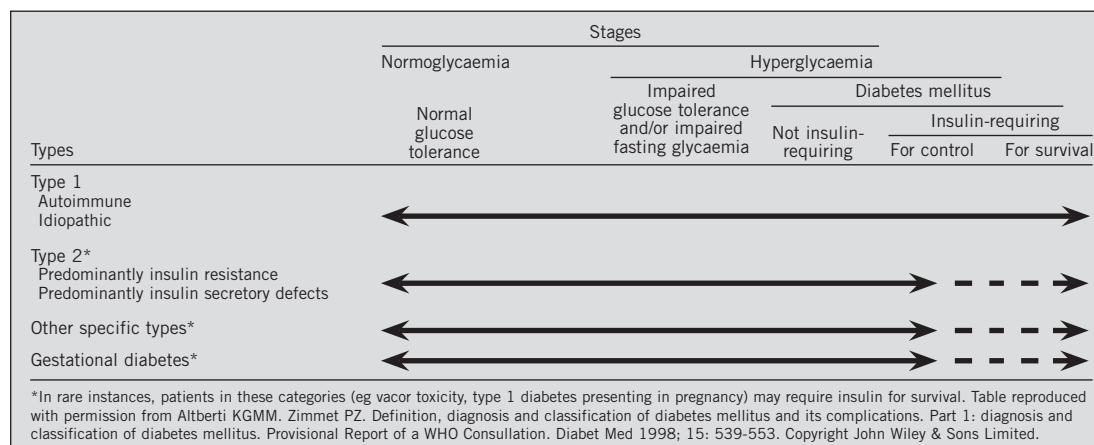 Stages
Normoglycaemia Hyperglycaemia
Normal
glucose
tolerance
Impaired
glucose tolerance
and/or impaired
fasting glycaemia
Diabetes mellitus
Not insulin-
requiring
Insulin-requiring
For control For survival
Types
Type 1
Autoimmune
Idiopathic
Type 2*
Predominantly insulin resistance
Predominantly insulin secretory defects
Other specific types*
Gestational diabetes*
*In rare instances, patients in these categories (eg vacor toxicity, type 1 diabetes presenting in pregnancy) may require insulin for survival. Table reproduced
with permission from Altberti KGMM. Zimmet PZ. Definition, diagnosis and classification of diabetes mellitus and its complications. Part 1: diagnosis and
classification of diabetes mellitus. Provisional Report of a WHO Consullation. Diabet Med 1998; 15: 539-553. Copyright John Wiley & Sons Limited.